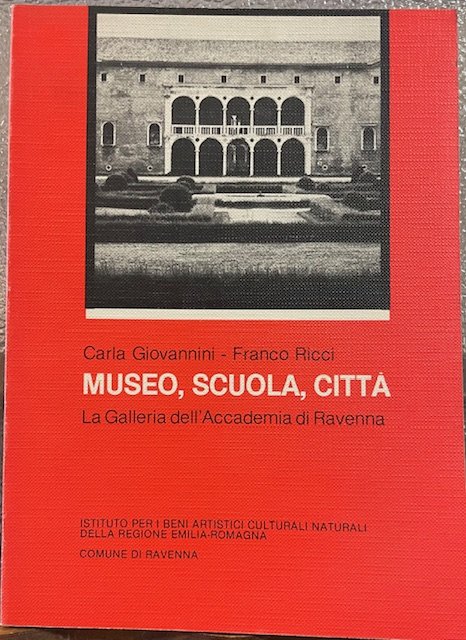 Carla Giovannini - Franco Ricci
MUSEO, SCUOLA, CITTÀ
La Galleria dell'Accademia di Ravenna
ISTITUTO PER I BENI ARTISTICI CULTURALI NATURALI
DELLA REGIONE EMILIA-ROMAGNA
COMUNE DI RAVENNA